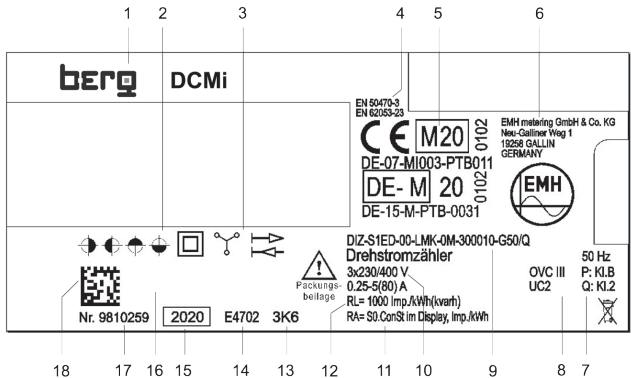 1 2 3 4 5 6
berg DCMi
EN 50470-3
EN 62053-23
CE M20 0102
DE-07-MI003-PTB011
DE- M 20 0102
DE-15-M-PTB-0031
EMH metering GmbH & Co. KG
Neu-Galliner Weg 1
19258 GALLIN
GERMANY
EMH
DIZ-S1ED-00-LMK-0M-300010-G50/Q
Drehstromzähler
3x230/400 V
0.25-5(80) A
RL= 1000 Imp./kWh(kvarh)
RA= S0.ConSt im Display, Imp./kWh
Packungs-
beilage
50 Hz
OVC III P: Kl.B
UC2 Q: Kl.2
Nr. 9810259 2020 E4702 3K6
18 17 16 15 14 13 12 11 10 9 8 7